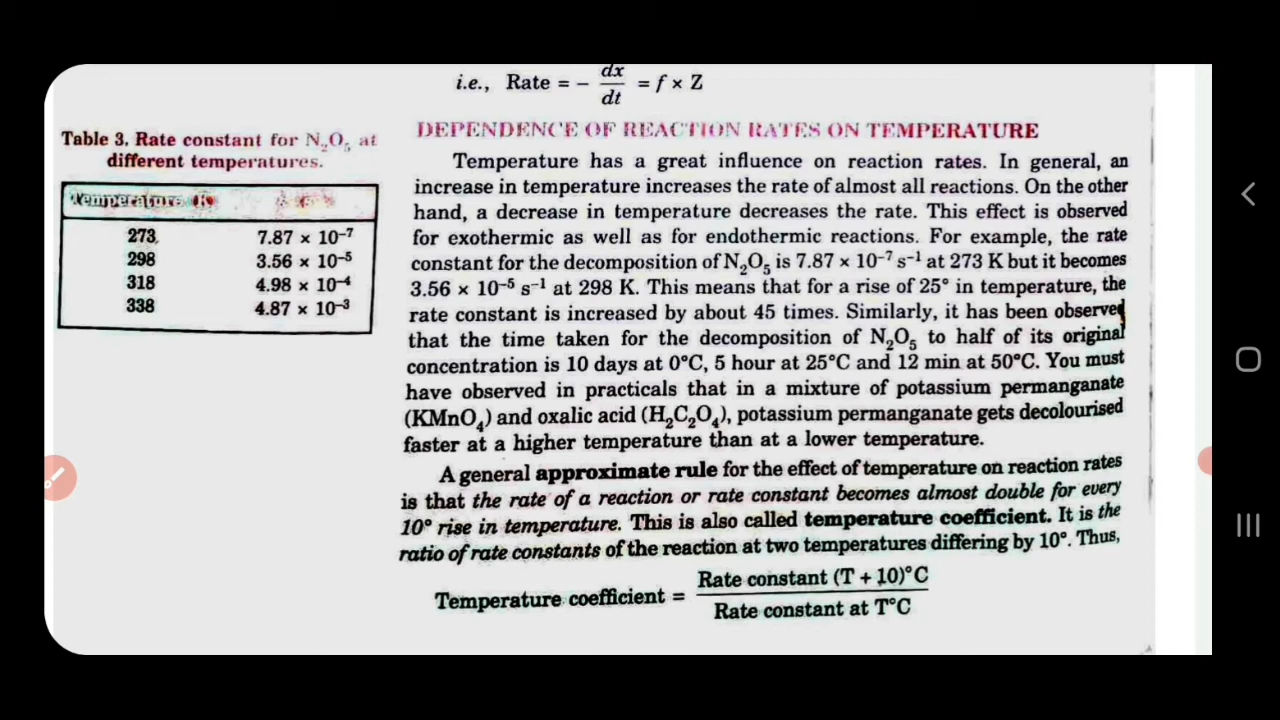 i.e., Rate = − dx/dt = f × Z
Table 3. Rate constant for N₂O₅ at
different temperatures.
Temperature (K)
273 7.87 × 10⁻⁷
298 3.56 × 10⁻⁵
318 4.98 × 10⁻⁴
338 4.87 × 10⁻³
DEPENDENCE OF REACTION RATES ON TEMPERATURE
Temperature has a great influence on reaction rates. In general, an
increase in temperature increases the rate of almost all reactions. On the other
hand, a decrease in temperature decreases the rate. This effect is observed
for exothermic as well as for endothermic reactions. For example, the rate
constant for the decomposition of N₂O₅ is 7.87 × 10⁻⁷ s⁻¹ at 273 K but it becomes
3.56 × 10⁻⁵ s⁻¹ at 298 K. This means that for a rise of 25° in temperature, the
rate constant is increased by about 45 times. Similarly, it has been observed
that the time taken for the decomposition of N₂O₅ to half of its original
concentration is 10 days at 0°C, 5 hour at 25°C and 12 min at 50°C. You must
have observed in practicals that in a mixture of potassium permanganate
(KMnO₄) and oxalic acid (H₂C₂O₄), potassium permanganate gets decolourised
faster at a higher temperature than at a lower temperature.
A general approximate rule for the effect of temperature on reaction rates
is that the rate of a reaction or rate constant becomes almost double for every
10° rise in temperature. This is also called temperature coefficient. It is the
ratio of rate constants of the reaction at two temperatures differing by 10°. Thus,
Temperature coefficient = Rate constant (T + 10)°C / Rate constant at T°C